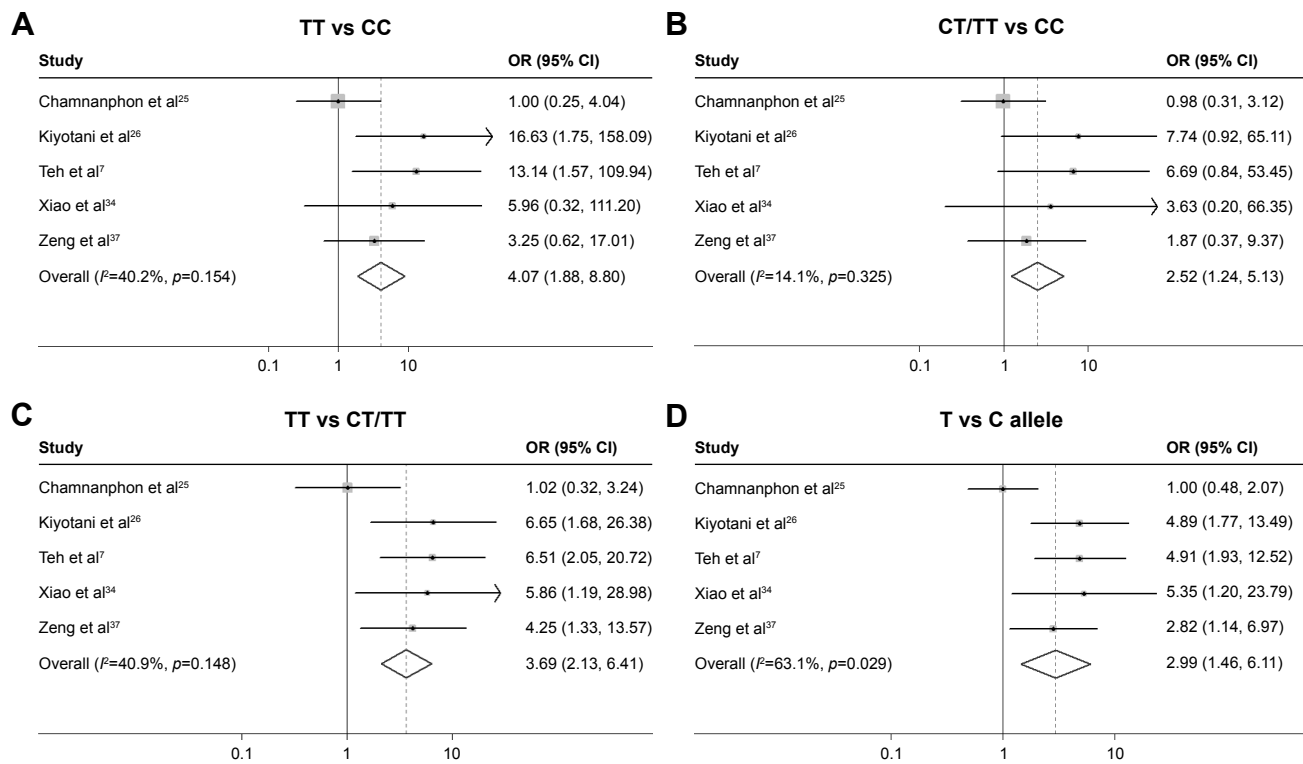 A
TT vs CC
Study OR (95% CI)
Chamnanphon et al²⁵ 1.00 (0.25, 4.04)
Kiyotani et al²⁶ 16.63 (1.75, 158.09)
Teh et al⁷ 13.14 (1.57, 109.94)
Xiao et al³⁴ 5.96 (0.32, 111.20)
Zeng et al³⁷ 3.25 (0.62, 17.01)
Overall (I²=40.2%, p=0.154) 4.07 (1.88, 8.80)
0.1 1 10
B
CT/TT vs CC
Study OR (95% CI)
Chamnanphon et al²⁵ 0.98 (0.31, 3.12)
Kiyotani et al²⁶ 7.74 (0.92, 65.11)
Teh et al⁷ 6.69 (0.84, 53.45)
Xiao et al³⁴ 3.63 (0.20, 66.35)
Zeng et al³⁷ 1.87 (0.37, 9.37)
Overall (I²=14.1%, p=0.325) 2.52 (1.24, 5.13)
0.1 1 10
C
TT vs CT/TT
Study OR (95% CI)
Chamnanphon et al²⁵ 1.02 (0.32, 3.24)
Kiyotani et al²⁶ 6.65 (1.68, 26.38)
Teh et al⁷ 6.51 (2.05, 20.72)
Xiao et al³⁴ 5.86 (1.19, 28.98)
Zeng et al³⁷ 4.25 (1.33, 13.57)
Overall (I²=40.9%, p=0.148) 3.69 (2.13, 6.41)
0.1 1 10
D
T vs C allele
Study OR (95% CI)
Chamnanphon et al²⁵ 1.00 (0.48, 2.07)
Kiyotani et al²⁶ 4.89 (1.77, 13.49)
Teh et al⁷ 4.91 (1.93, 12.52)
Xiao et al³⁴ 5.35 (1.20, 23.79)
Zeng et al³⁷ 2.82 (1.14, 6.97)
Overall (I²=63.1%, p=0.029) 2.99 (1.46, 6.11)
0.1 1 10